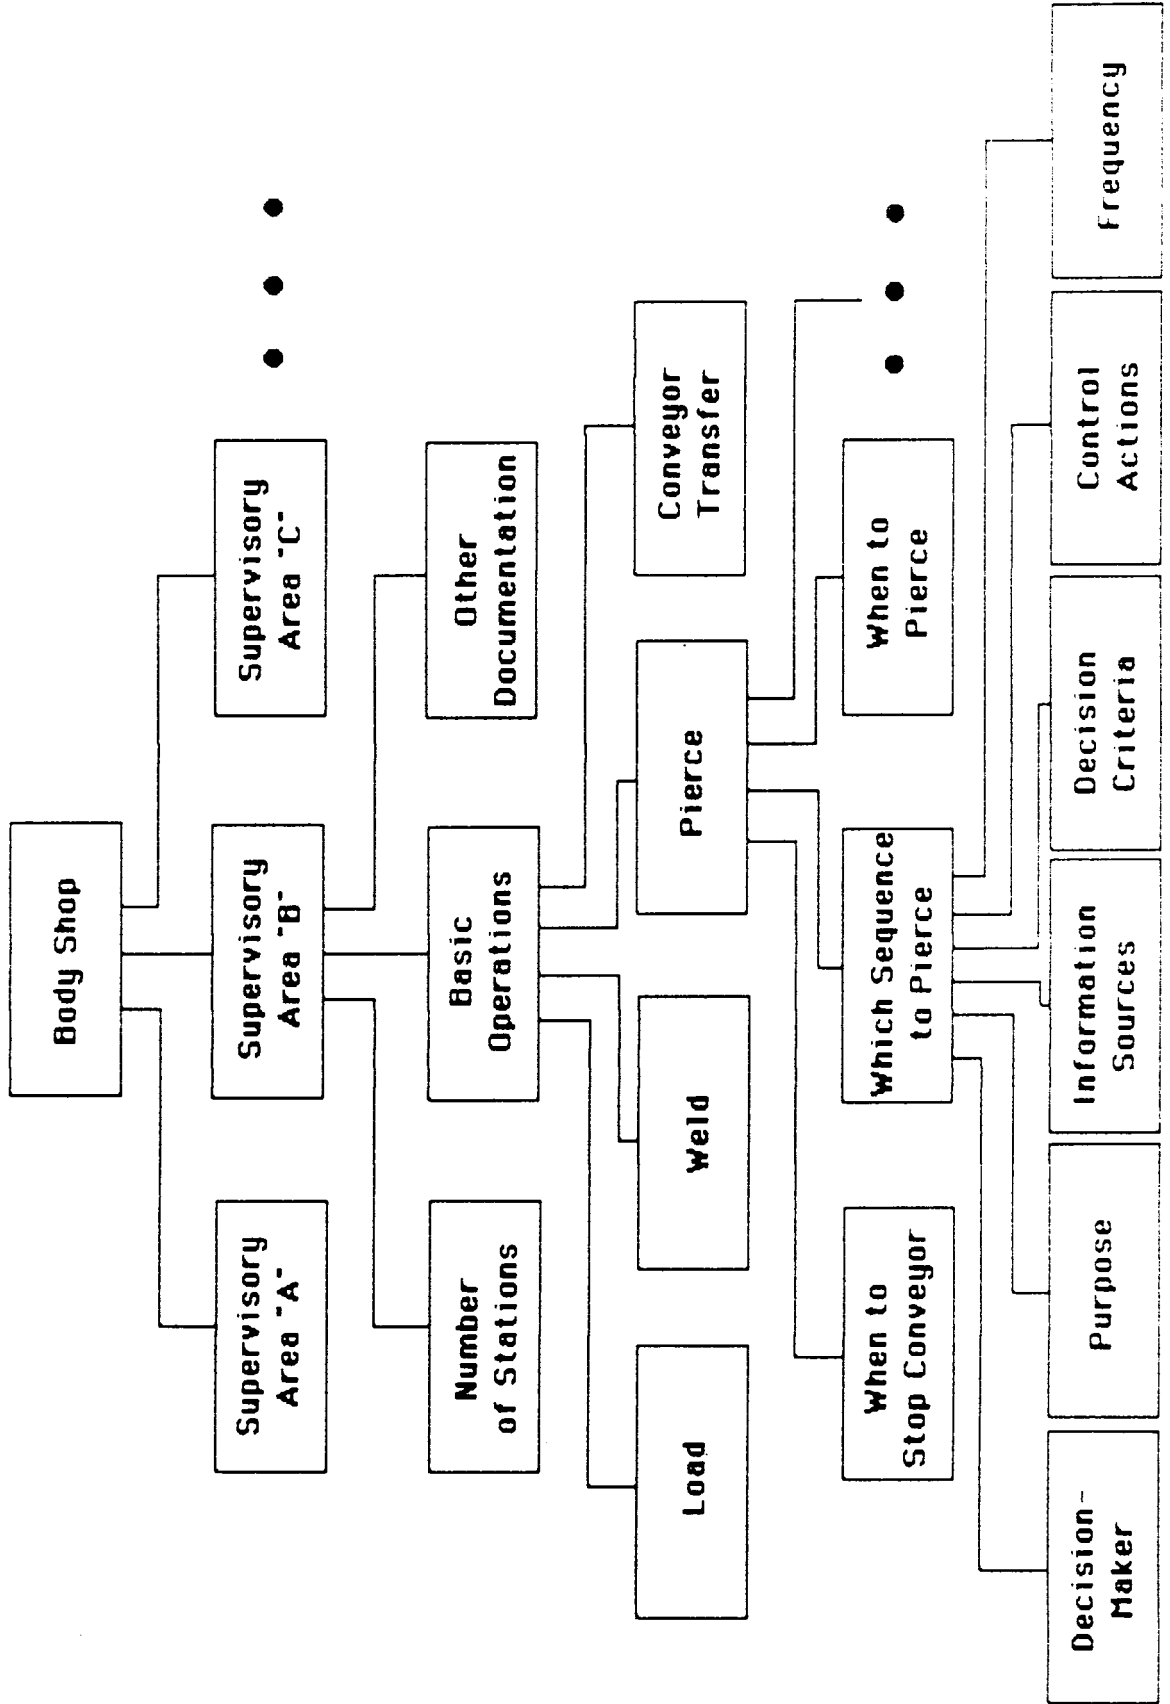 Body Shop
Supervisory
Area "A"
Supervisory
Area "B"
Supervisory
Area "C"
Number
of Stations
Basic
Operations
Other
Documentation
Load
Weld
Pierce
Conveyor
Transfer
When to
Stop Conveyor
Which Sequence
to Pierce
When to
Pierce
Decision-
Maker
Purpose
Information
Sources
Decision
Criteria
Control
Actions
Frequency